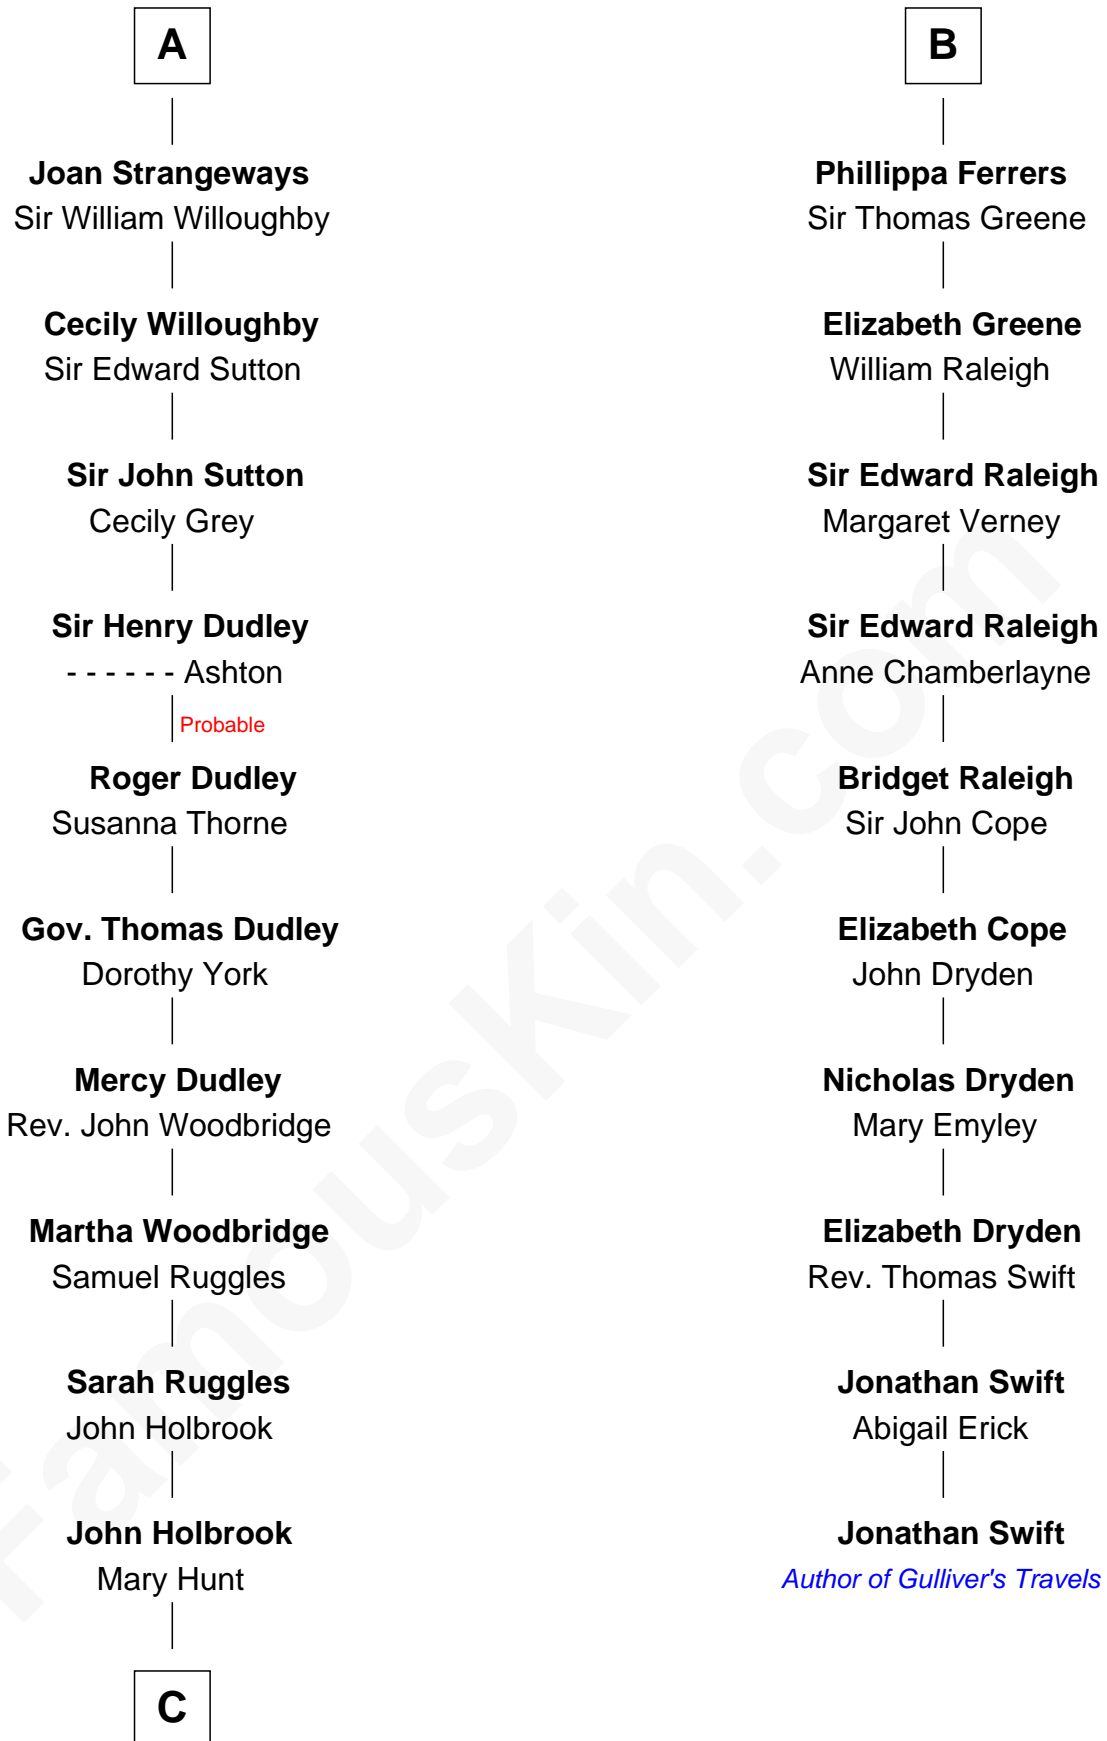 A
Joan Strangeways
Sir William Willoughby
Cecily Willoughby
Sir Edward Sutton
Sir John Sutton
Cecily Grey
Sir Henry Dudley
- - - - - - Ashton
Probable
Roger Dudley
Susanna Thorne
Gov. Thomas Dudley
Dorothy York
Mercy Dudley
Rev. John Woodbridge
Martha Woodbridge
Samuel Ruggles
Sarah Ruggles
John Holbrook
John Holbrook
Mary Hunt
C
B
Phillippa Ferrers
Sir Thomas Greene
Elizabeth Greene
William Raleigh
Sir Edward Raleigh
Margaret Verney
Sir Edward Raleigh
Anne Chamberlayne
Bridget Raleigh
Sir John Cope
Elizabeth Cope
John Dryden
Nicholas Dryden
Mary Emyley
Elizabeth Dryden
Rev. Thomas Swift
Jonathan Swift
Abigail Erick
Jonathan Swift
Author of Gulliver's Travels
FamousKin.com